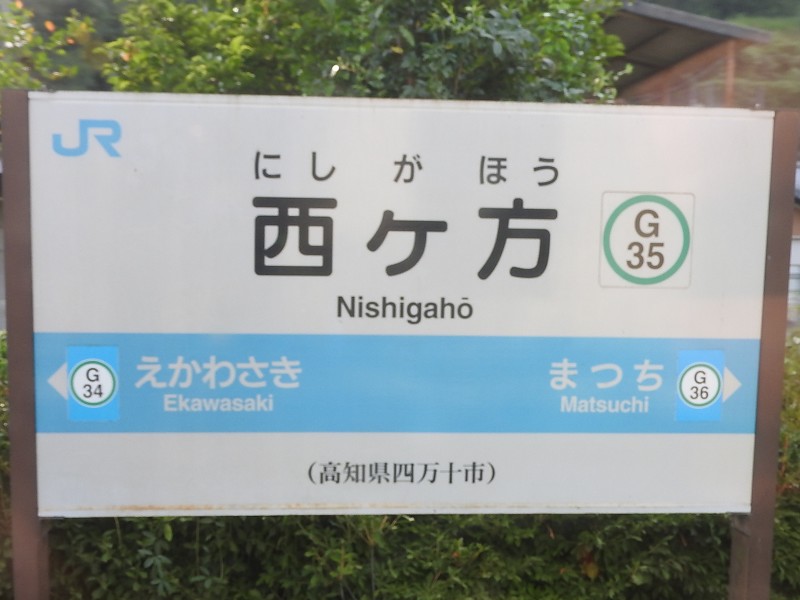 JR
にしがほう
西ケ方
G
35
Nishigahō
G
34
えかわさき
Ekawasaki
まつち
Matsuchi
G
36
(高知県四万十市)